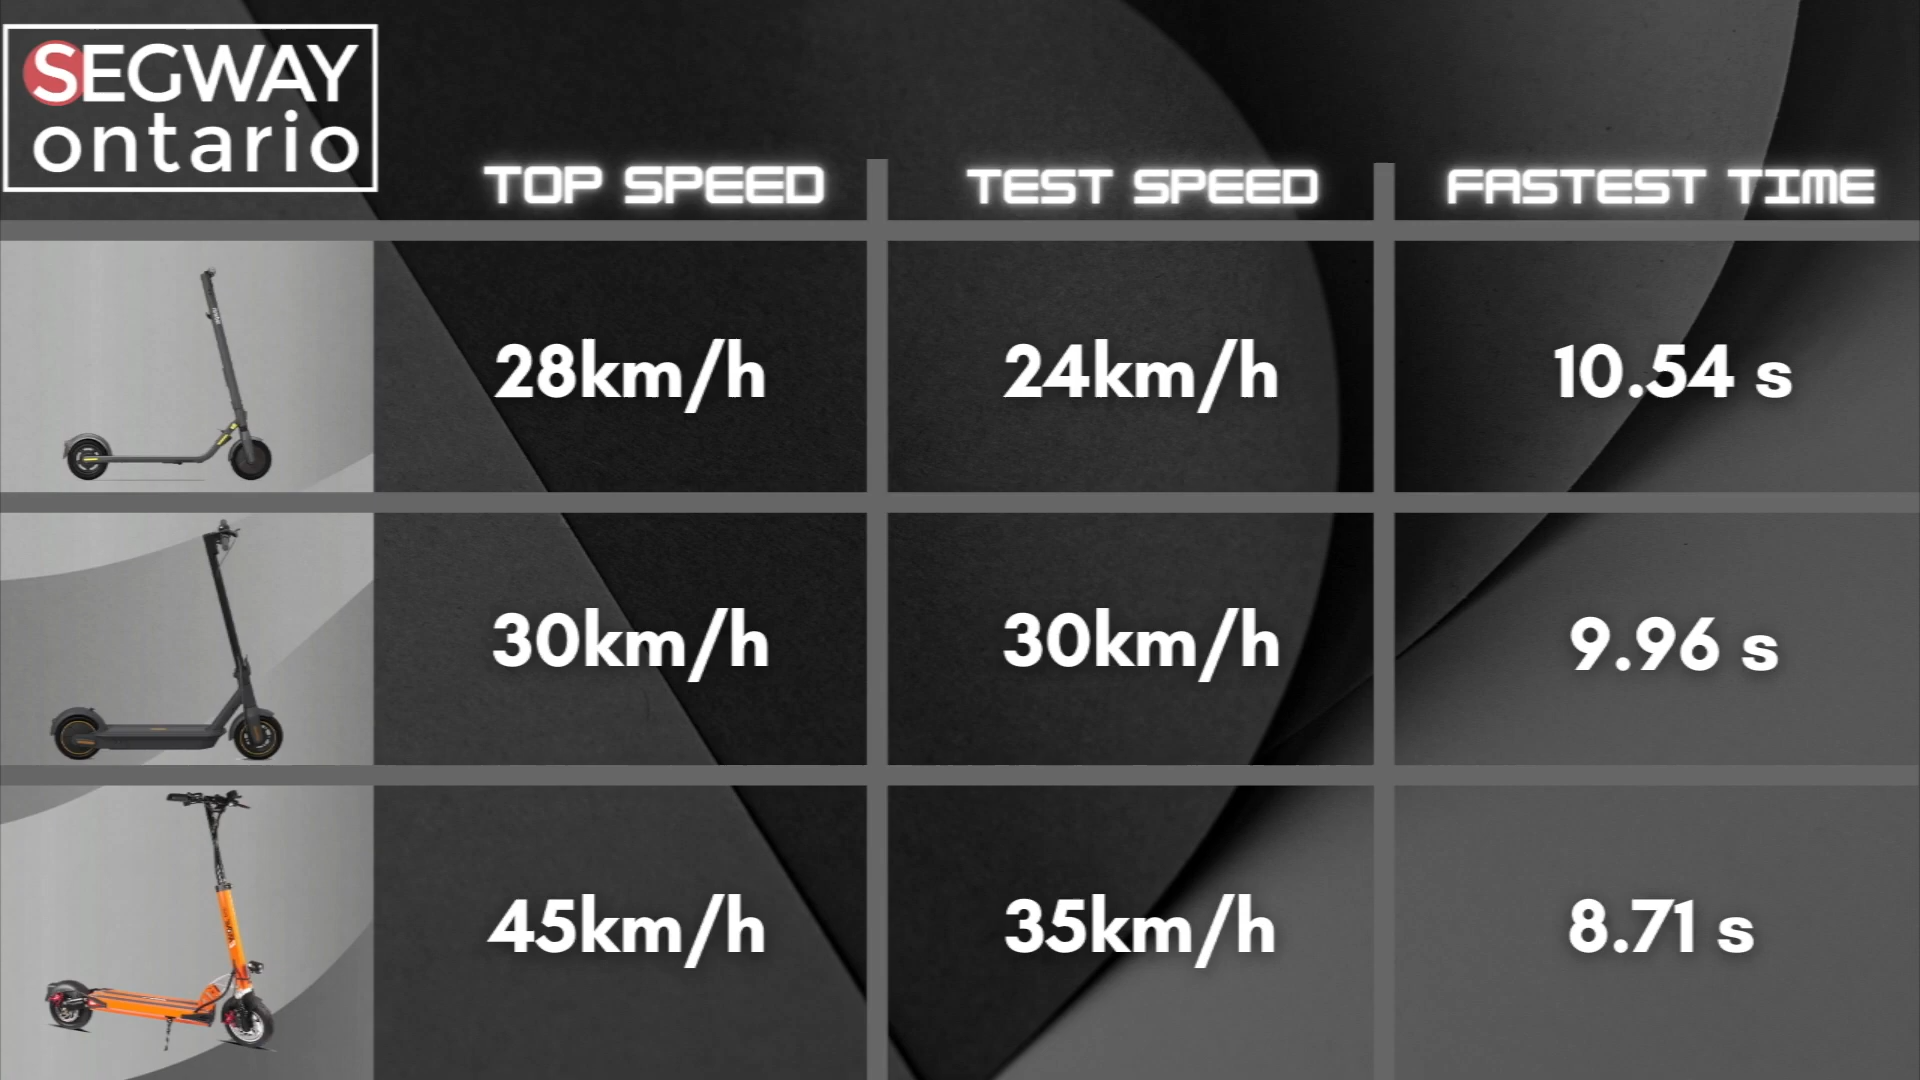 SEGWAY
ontario
TOP SPEED TEST SPEED FASTEST TIME
28km/h 24km/h 10.54 s
30km/h 30km/h 9.96 s
45km/h 35km/h 8.71 s